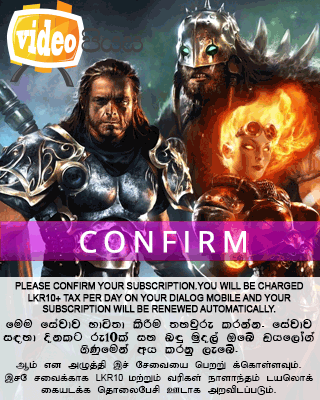 video
CONFIRM
PLEASE CONFIRM YOUR SUBSCRIPTION.YOU WILL BE CHARGED
LKR10+ TAX PER DAY ON YOUR DIALOG MOBILE AND YOUR
SUBSCRIPTION WILL BE RENEWED AUTOMATICALLY.
මෙම සේවාව භාවිතා කිරීම තහවුරු කරන්න. සේවාව
සඳහා දිනකට රු10ක් සහ බදු මුදල් ඔබේ ඩයලොග්
ගිණුමෙන් අය කරනු ලැබේ.
ஆம் என அழுத்தி இச் சேவையை பெற்றுக்கொள்ளவும்.
இச்சேவைக்காக LKR10 மற்றும் வரிகள் நாளாந்தம் டயலொக்
கையடக்க தொலைபேசி ஊடாக அறவிடப்படும்.